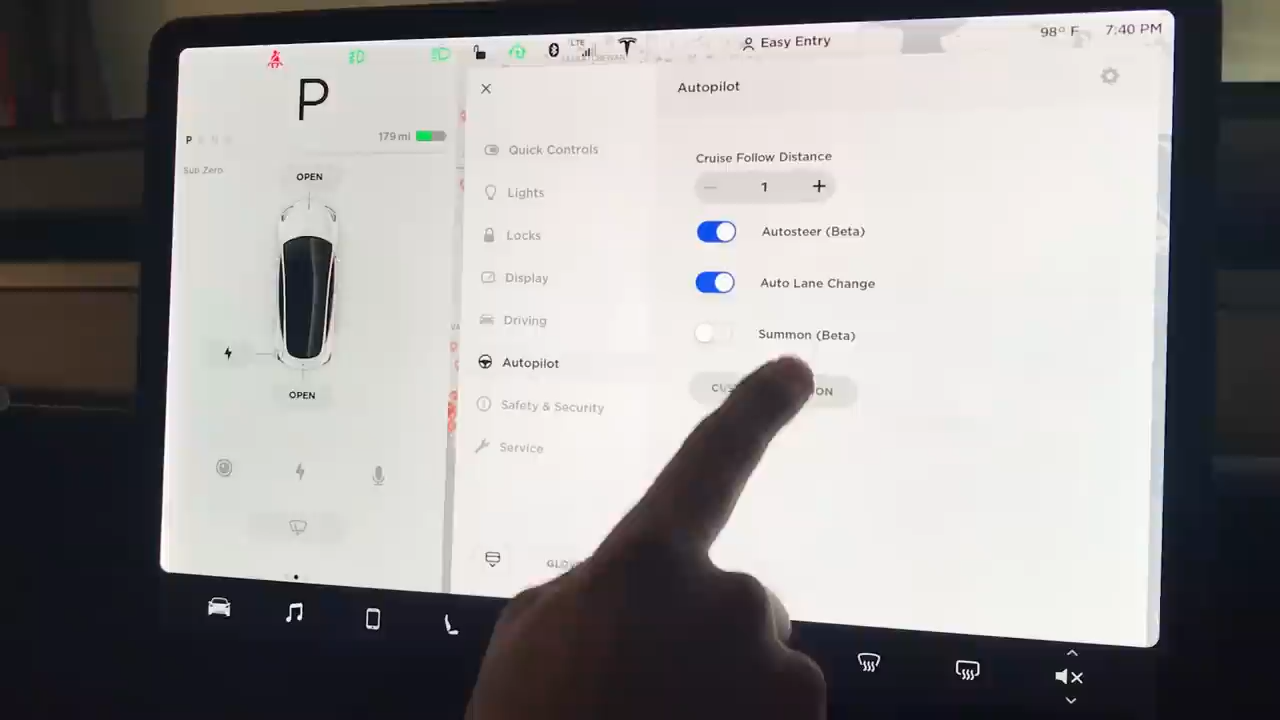 LTE
Easy Entry
98° F
7:40 PM
P
P
179 mi
Sub Zero
OPEN
OPEN
Quick Controls
Lights
Locks
Display
Driving
Autopilot
Safety & Security
Service
Autopilot
Cruise Follow Distance
− 1 +
Autosteer (Beta)
Auto Lane Change
Summon (Beta)